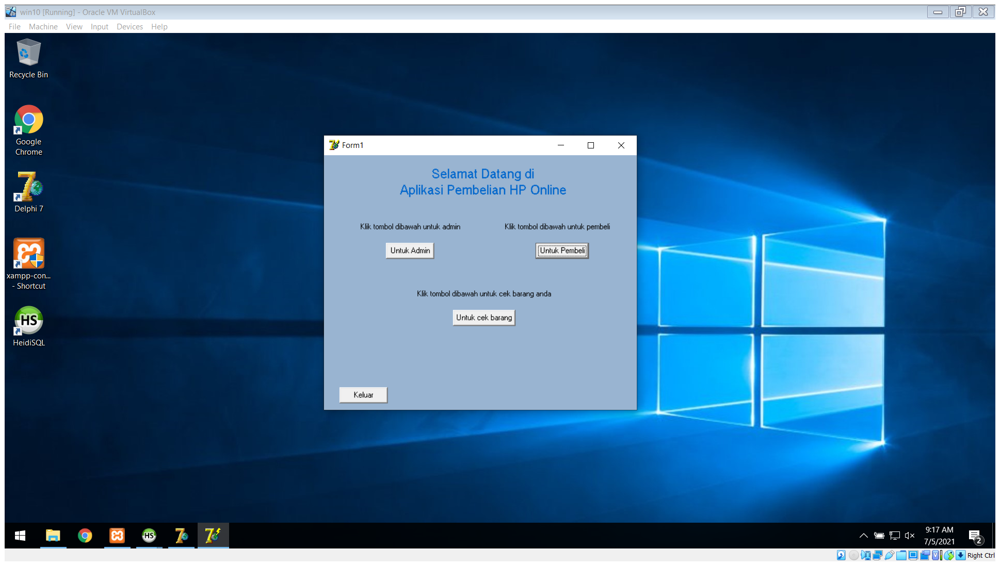 win10 [Running] - Oracle VM VirtualBox
File Machine View Input Devices Help
Recycle Bin
Google
Chrome
Delphi 7
xampp-con...
- Shortcut
HS
HeidiSQL
Form1
Selamat Datang di
Aplikasi Pembelian HP Online
Klik tombol dibawah untuk admin
Klik tombol dibawah untuk pembeli
Untuk Admin
Untuk Pembeli
Klik tombol dibawah untuk cek barang anda
Untuk cek barang
Keluar
HS
9:17 AM
7/5/2021
2
Right Ctrl